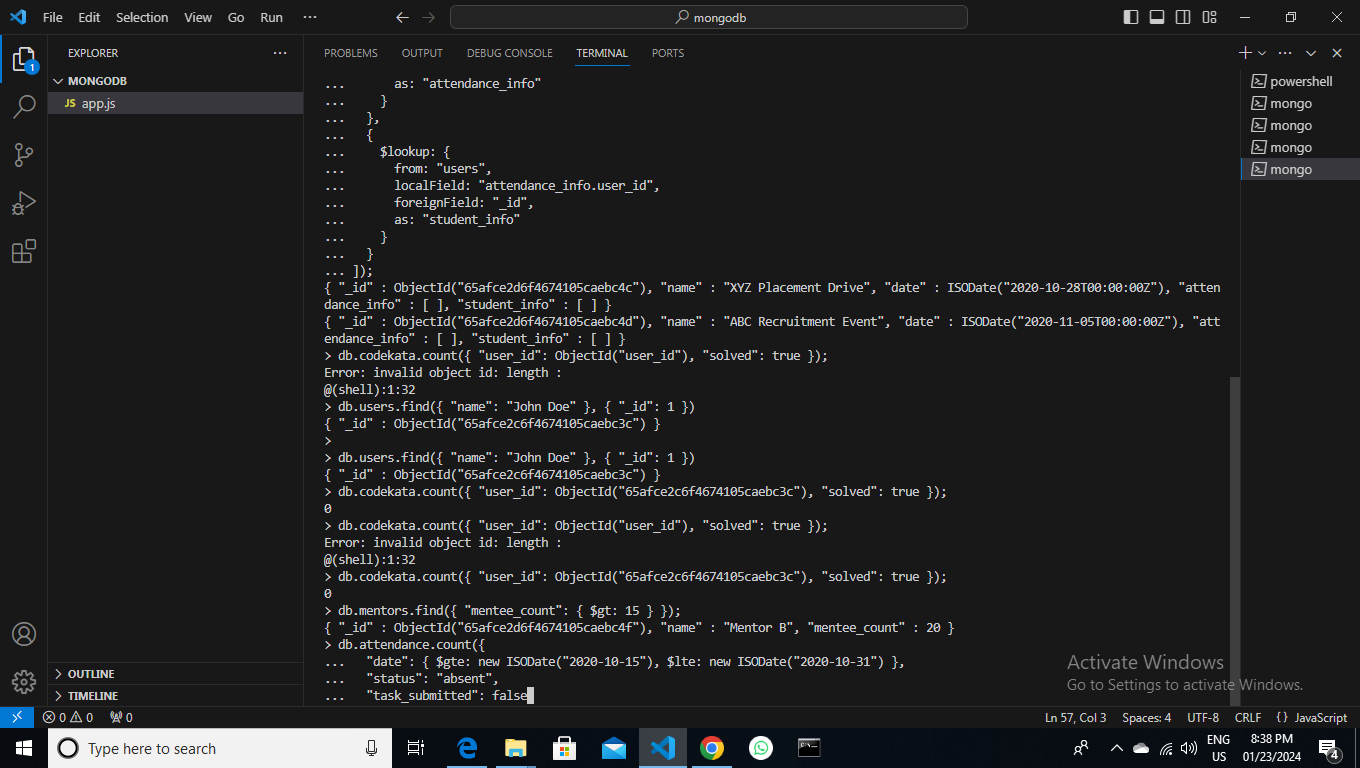 File Edit Selection View Go Run ···
mongodb
EXPLORER
PROBLEMS OUTPUT DEBUG CONSOLE TERMINAL PORTS
MONGODB
JS app.js
1
powershell
mongo
mongo
mongo
mongo
... as: "attendance_info"
... }
... },
... {
... $lookup: {
... from: "users",
... localField: "attendance_info.user_id",
... foreignField: "_id",
... as: "student_info"
... }
... }
... ]);
{ "_id" : ObjectId("65afce2d6f4674105caebc4c"), "name" : "XYZ Placement Drive", "date" : ISODate("2020-10-28T00:00:00Z"), "atten
dance_info" : [ ], "student_info" : [ ] }
{ "_id" : ObjectId("65afce2d6f4674105caebc4d"), "name" : "ABC Recruitment Event", "date" : ISODate("2020-11-05T00:00:00Z"), "att
endance_info" : [ ], "student_info" : [ ] }
> db.codekata.count({ "user_id": ObjectId("user_id"), "solved": true });
Error: invalid object id: length :
@(shell):1:32
> db.users.find({ "name": "John Doe" }, { "_id": 1 })
{ "_id" : ObjectId("65afce2c6f4674105caebc3c") }
>
> db.users.find({ "name": "John Doe" }, { "_id": 1 })
{ "_id" : ObjectId("65afce2c6f4674105caebc3c") }
> db.codekata.count({ "user_id": ObjectId("65afce2c6f4674105caebc3c"), "solved": true });
0
> db.codekata.count({ "user_id": ObjectId("user_id"), "solved": true });
Error: invalid object id: length :
@(shell):1:32
> db.codekata.count({ "user_id": ObjectId("65afce2c6f4674105caebc3c"), "solved": true });
0
> db.mentors.find({ "mentee_count": { $gt: 15 } });
{ "_id" : ObjectId("65afce2d6f4674105caebc4f"), "name" : "Mentor B", "mentee_count" : 20 }
> db.attendance.count({
... "date": { $gte: new ISODate("2020-10-15"), $lte: new ISODate("2020-10-31") },
... "status": "absent",
... "task_submitted": false
Activate Windows
Go to Settings to activate Windows.
OUTLINE
TIMELINE
0 0 0
Ln 57, Col 3 Spaces: 4 UTF-8 CRLF {} JavaScript
Type here to search
ENG
US
8:38 PM
01/23/2024
4